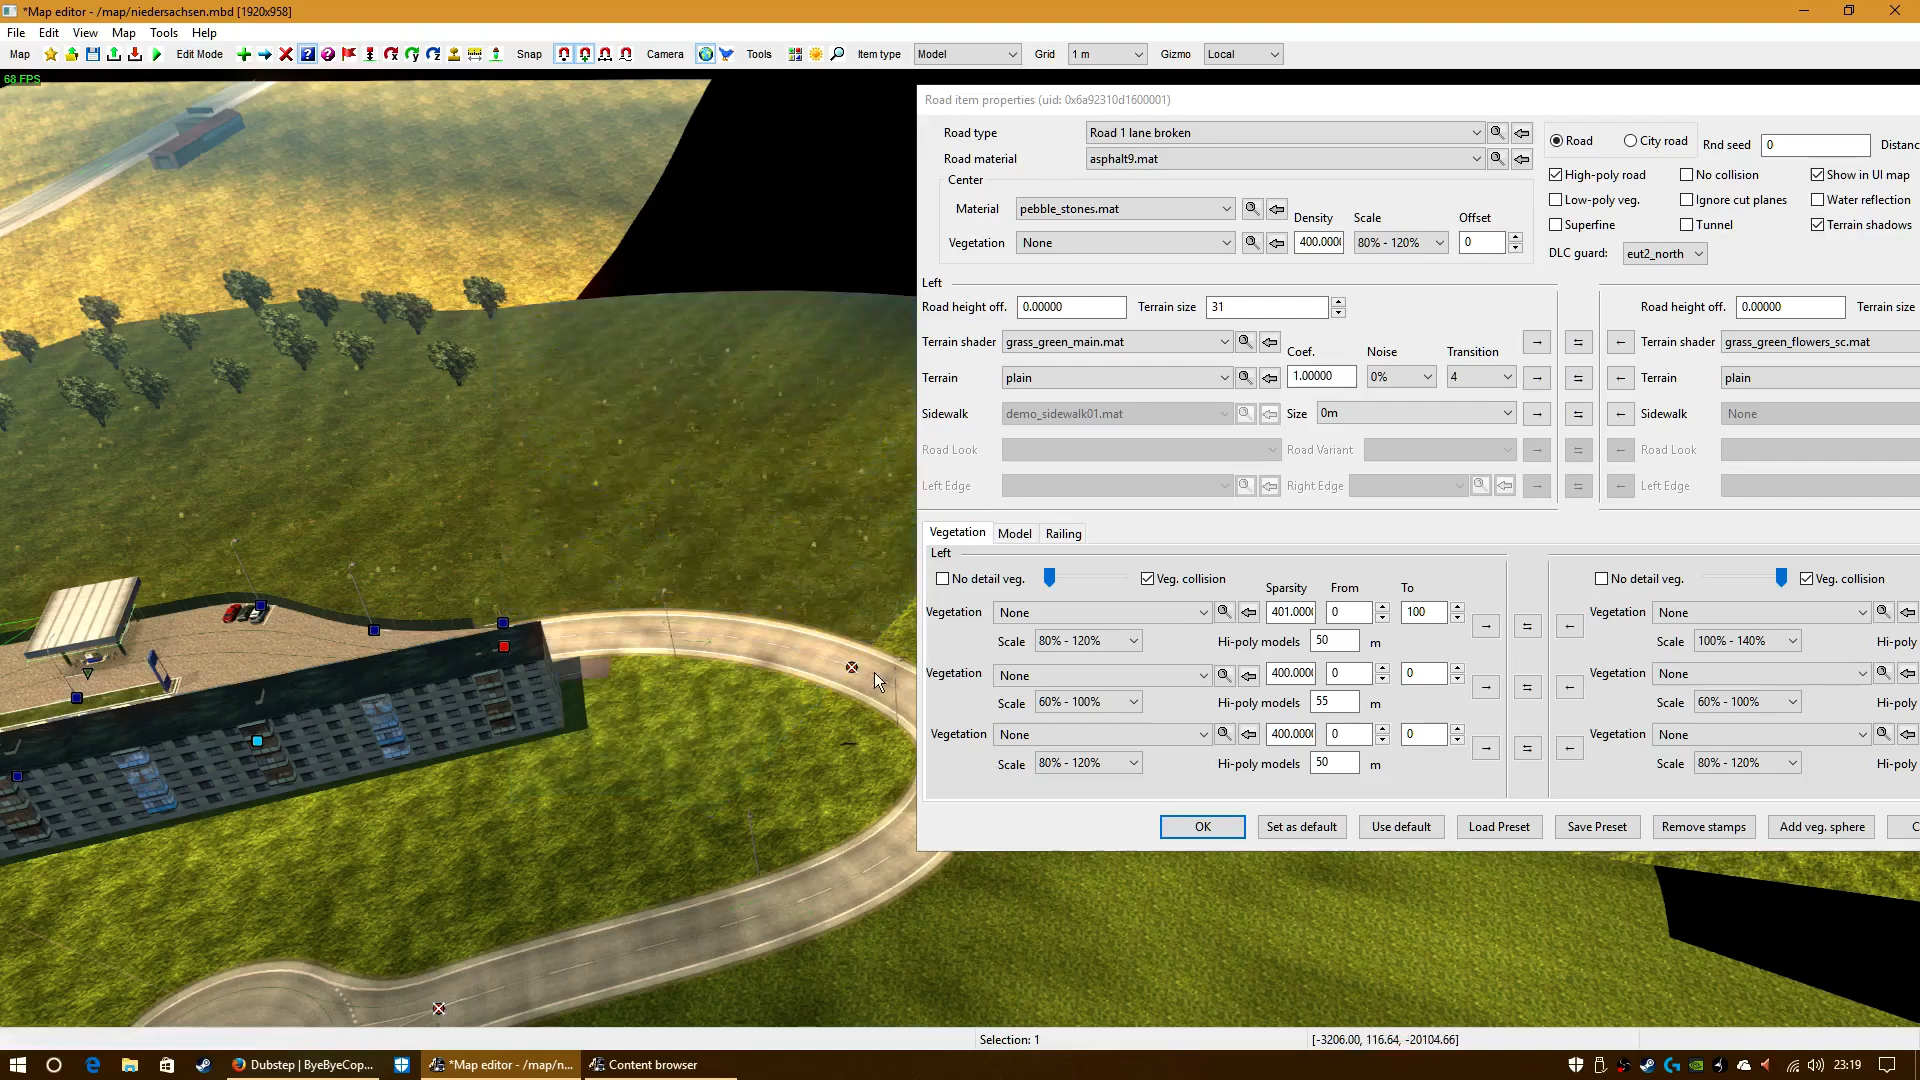 *Map editor - /map/niedersachsen.mbd [1920x958]
File Edit View Map Tools Help
Map Edit Mode Snap Camera Tools Item type Model Grid 1 m Gizmo Local
68 FPS
Road item properties (uid: 0x6a92310d1600001)
Road type Road 1 lane broken
Road City road Rnd seed 0 Distanc
Road material asphalt9.mat
Center
High-poly road No collision Show in UI map
Material pebble_stones.mat Density Scale Offset
Low-poly veg. Ignore cut planes Water reflection
Superfine Tunnel Terrain shadows
Vegetation None 400.000 80% - 120% 0
DLC guard: eut2_north
Left
Road height off. 0.00000 Terrain size 31 Road height off. 0.00000 Terrain size
Terrain shader grass_green_main.mat Coef. Noise Transition Terrain shader grass_green_flowers_sc.mat
Terrain plain 1.00000 0% 4 Terrain plain
Sidewalk demo_sidewalk01.mat Size 0m Sidewalk None
Road Look Road Variant Road Look
Left Edge Right Edge Left Edge
Vegetation Model Railing
Left
No detail veg. Veg. collision Sparsity From To No detail veg. Veg. collision
Vegetation None 401.000 0 100 Vegetation None
Scale 80% - 120% Hi-poly models 50 m Scale 100% - 140% Hi-poly
Vegetation None 400.000 0 0 Vegetation None
Scale 60% - 100% Hi-poly models 55 m Scale 60% - 100% Hi-poly
Vegetation None 400.000 0 0 Vegetation None
Scale 80% - 120% Hi-poly models 50 m Scale 80% - 120% Hi-poly
OK Set as default Use default Load Preset Save Preset Remove stamps Add veg. sphere C
Selection: 1 [-3206.00, 116.64, -20104.66]
Dubstep | ByeByeCop... *Map editor - /map/n... Content browser 23:19